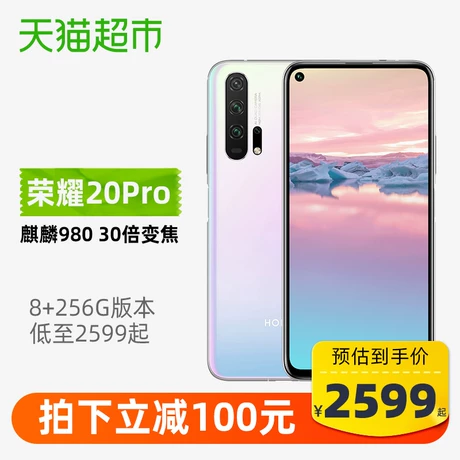 天猫超市
荣耀20Pro
麒麟980 30倍变焦
8+256G版本
低至2599起
预估到手价
¥2599起
拍下立减100元